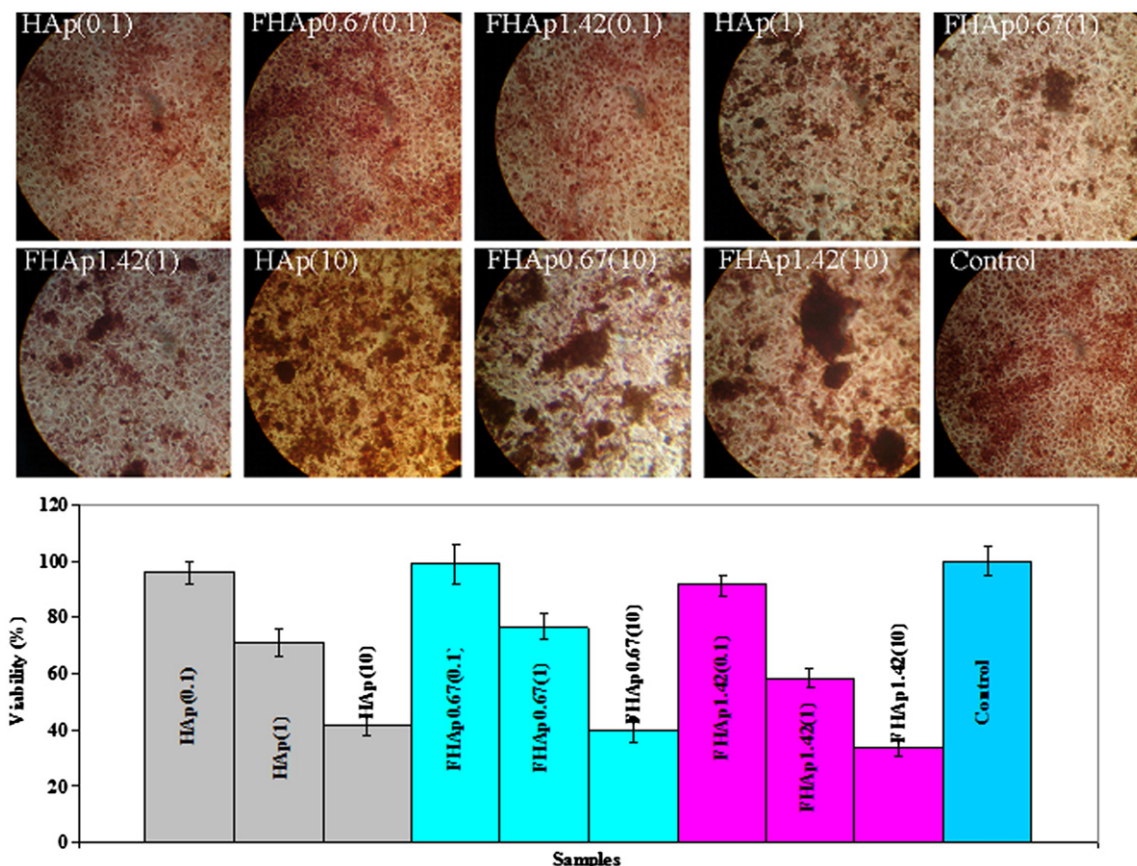 HAp(0.1) FHAp0.67(0.1) FHAp1.42(0.1) HAp(1) FHAp0.67(1)
FHAp1.42(1) HAp(10) FHAp0.67(10) FHAp1.42(10) Control
120
100
80
60
40
20
0
Viability (%)
HAp(0.1)
HAp(1)
HAp(10)
FHAp0.67(0.1)
FHAp0.67(1)
FHAp0.67(10)
FHAp1.42(0.1)
FHAp1.42(1)
FHAp1.42(10)
Control
Samples